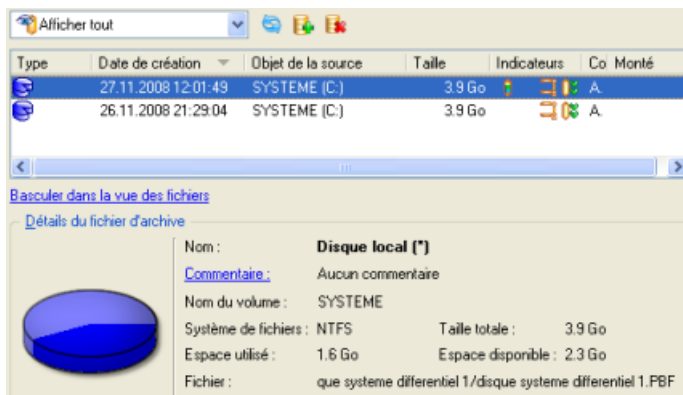 Afficher tout
Type Date de création Objet de la source Taille Indicateurs Co Monté
27.11.2008 12:01:49 SYSTEME (C:) 3.9 Go A.
26.11.2008 21:29:04 SYSTEME (C:) 3.9 Go A.
Basculer dans la vue des fichiers
Détails du fichier d'archive
Nom : Disque local (*)
Commentaire : Aucun commentaire
Nom du volume : SYSTEME
Système de fichiers : NTFS Taille totale : 3.9 Go
Espace utilisé : 1.6 Go Espace disponible : 2.3 Go
Fichier : que systeme differentiel 1/disque systeme differentiel 1.PBF